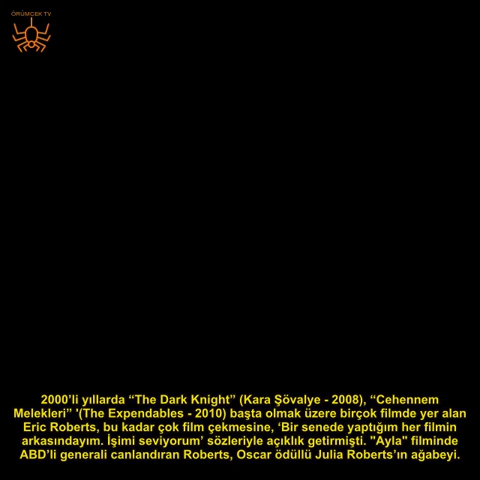 ÖRÜMCEK TV
2000’li yıllarda “The Dark Knight” (Kara Şövalye - 2008), “Cehennem
Melekleri” '(The Expendables - 2010) başta olmak üzere birçok filmde yer alan
Eric Roberts, bu kadar çok film çekmesine, ‘Bir senede yaptığım her filmin
arkasındayım. İşimi seviyorum’ sözleriyle açıklık getirmişti. "Ayla" filminde
ABD’li generali canlandıran Roberts, Oscar ödüllü Julia Roberts’ın ağabeyi.